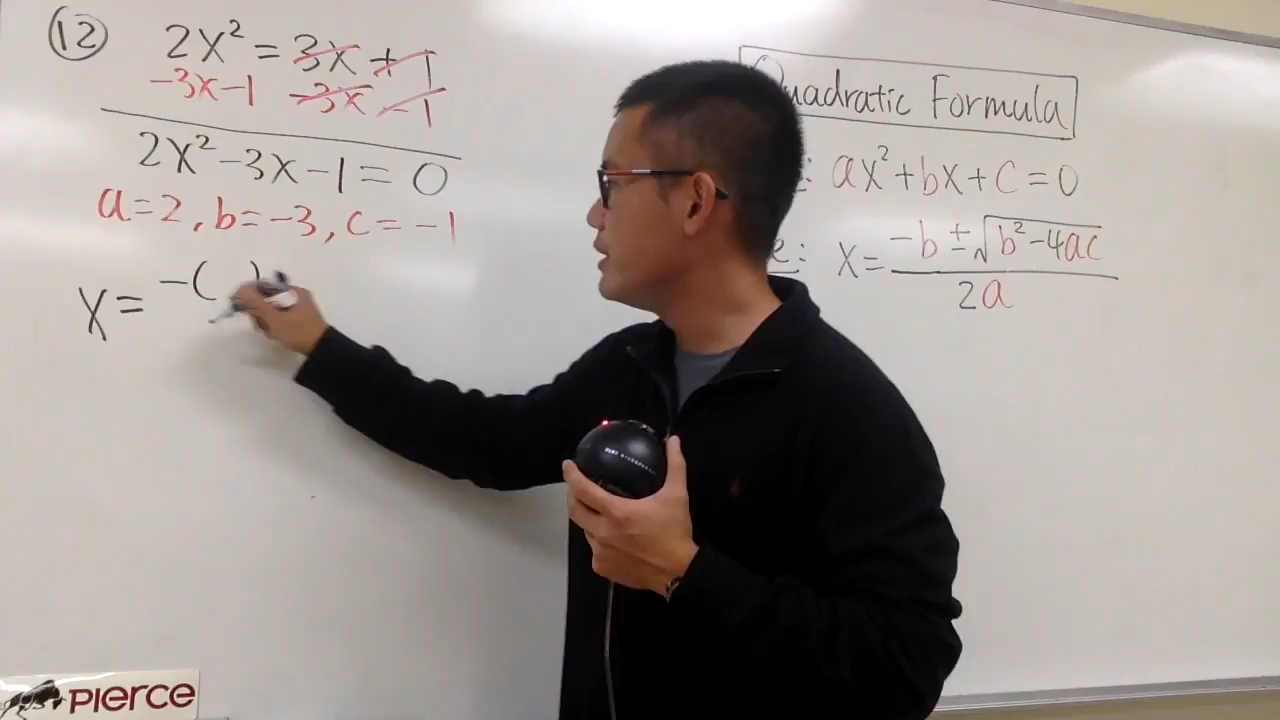 12
2x² = 3x + 1
-3x-1 -3x -1
2x² -3x -1 = 0
a=2, b=-3, c=-1
x = -( )
Quadratic Formula
: ax²+bx+c=0
e: x= -b ± √b²-4ac
2a
PIERCE